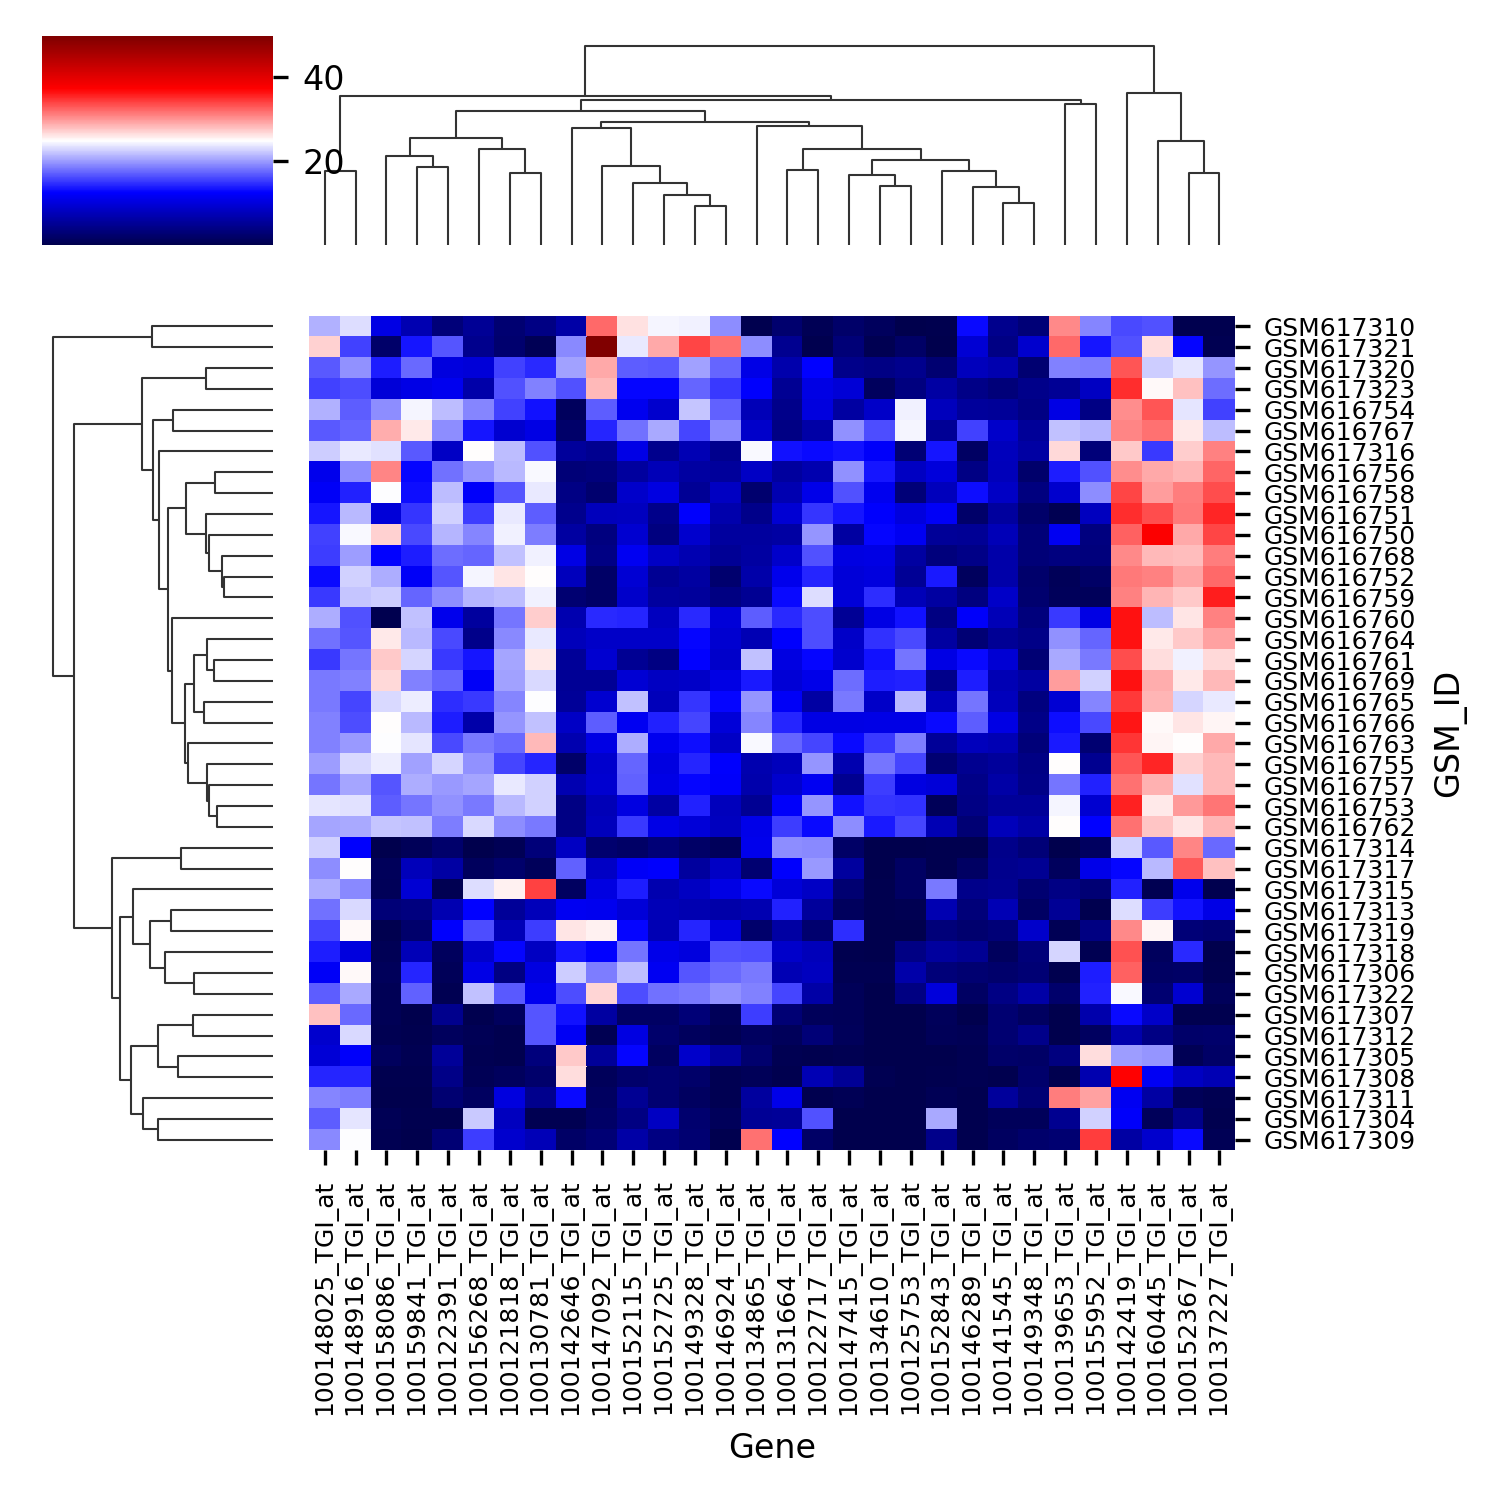 40
20
GSM617310
GSM617321
GSM617320
GSM617323
GSM616754
GSM616767
GSM617316
GSM616756
GSM616758
GSM616751
GSM616750
GSM616768
GSM616752
GSM616759
GSM616760
GSM616764
GSM616761
GSM616769
GSM616765
GSM616766
GSM616763
GSM616755
GSM616757
GSM616753
GSM616762
GSM617314
GSM617317
GSM617315
GSM617313
GSM617319
GSM617318
GSM617306
GSM617322
GSM617307
GSM617312
GSM617305
GSM617308
GSM617311
GSM617304
GSM617309
GSM_ID
100148025_TGI_at
100148916_TGI_at
100158086_TGI_at
100159841_TGI_at
100122391_TGI_at
100156268_TGI_at
100121818_TGI_at
100130781_TGI_at
100142646_TGI_at
100147092_TGI_at
100152115_TGI_at
100152725_TGI_at
100149328_TGI_at
100146924_TGI_at
100134865_TGI_at
100131664_TGI_at
100122717_TGI_at
100147415_TGI_at
100134610_TGI_at
100125753_TGI_at
100152843_TGI_at
100146289_TGI_at
100141545_TGI_at
100149348_TGI_at
100139653_TGI_at
100155952_TGI_at
100142419_TGI_at
100160445_TGI_at
100152367_TGI_at
100137227_TGI_at
Gene